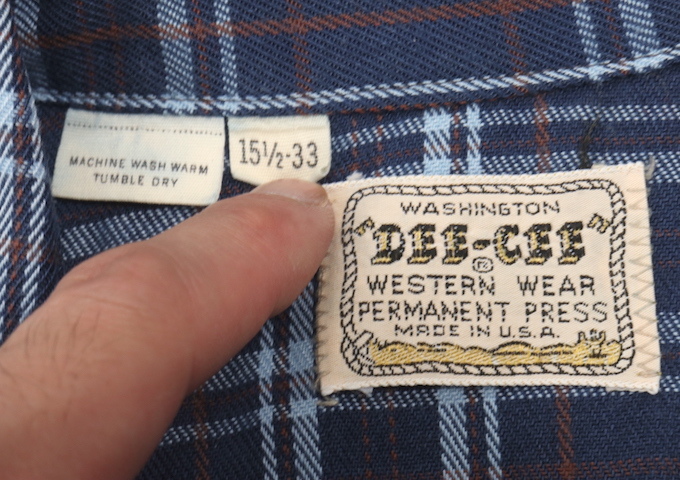 MACHINE WASH WARM
TUMBLE DRY
15½-33
WASHINGTON
"DEE-CEE"
®
WESTERN WEAR
PERMANENT PRESS
MADE IN U.S.A.